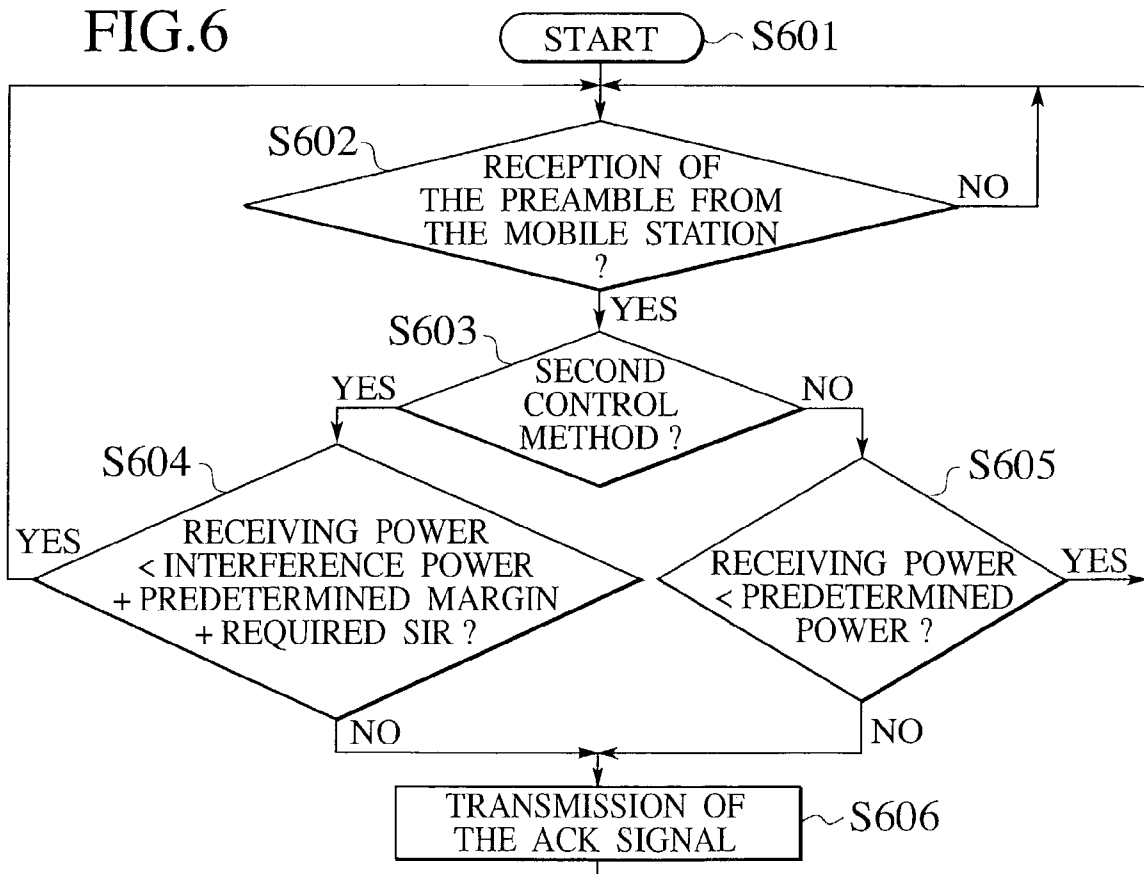 FIG.6
START
S601
S602
RECEPTION OF
THE PREAMBLE FROM
THE MOBILE STATION
?
NO
YES
S603
SECOND
CONTROL
METHOD ?
YES
NO
S604
RECEIVING POWER
< INTERFERENCE POWER
+ PREDETERMINED MARGIN
+ REQUIRED SIR ?
YES
NO
S605
RECEIVING POWER
< PREDETERMINED
POWER ?
YES
NO
TRANSMISSION OF
THE ACK SIGNAL
S606